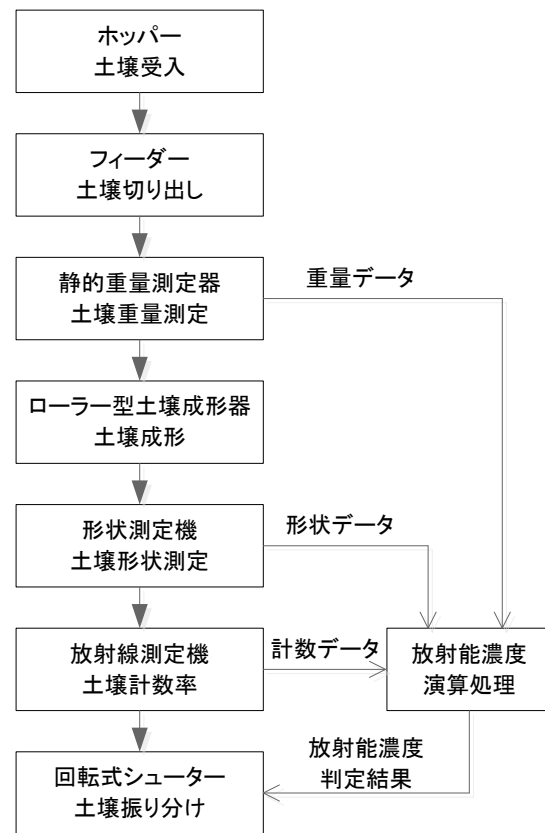 ホッパー
土壌受入
フィーダー
土壌切り出し
静的重量測定器
土壌重量測定
重量データ
ローラー型土壌成形器
土壌成形
形状測定機
土壌形状測定
形状データ
放射線測定機
土壌計数率
計数データ
放射能濃度
演算処理
回転式シューター
土壌振り分け
放射能濃度
判定結果